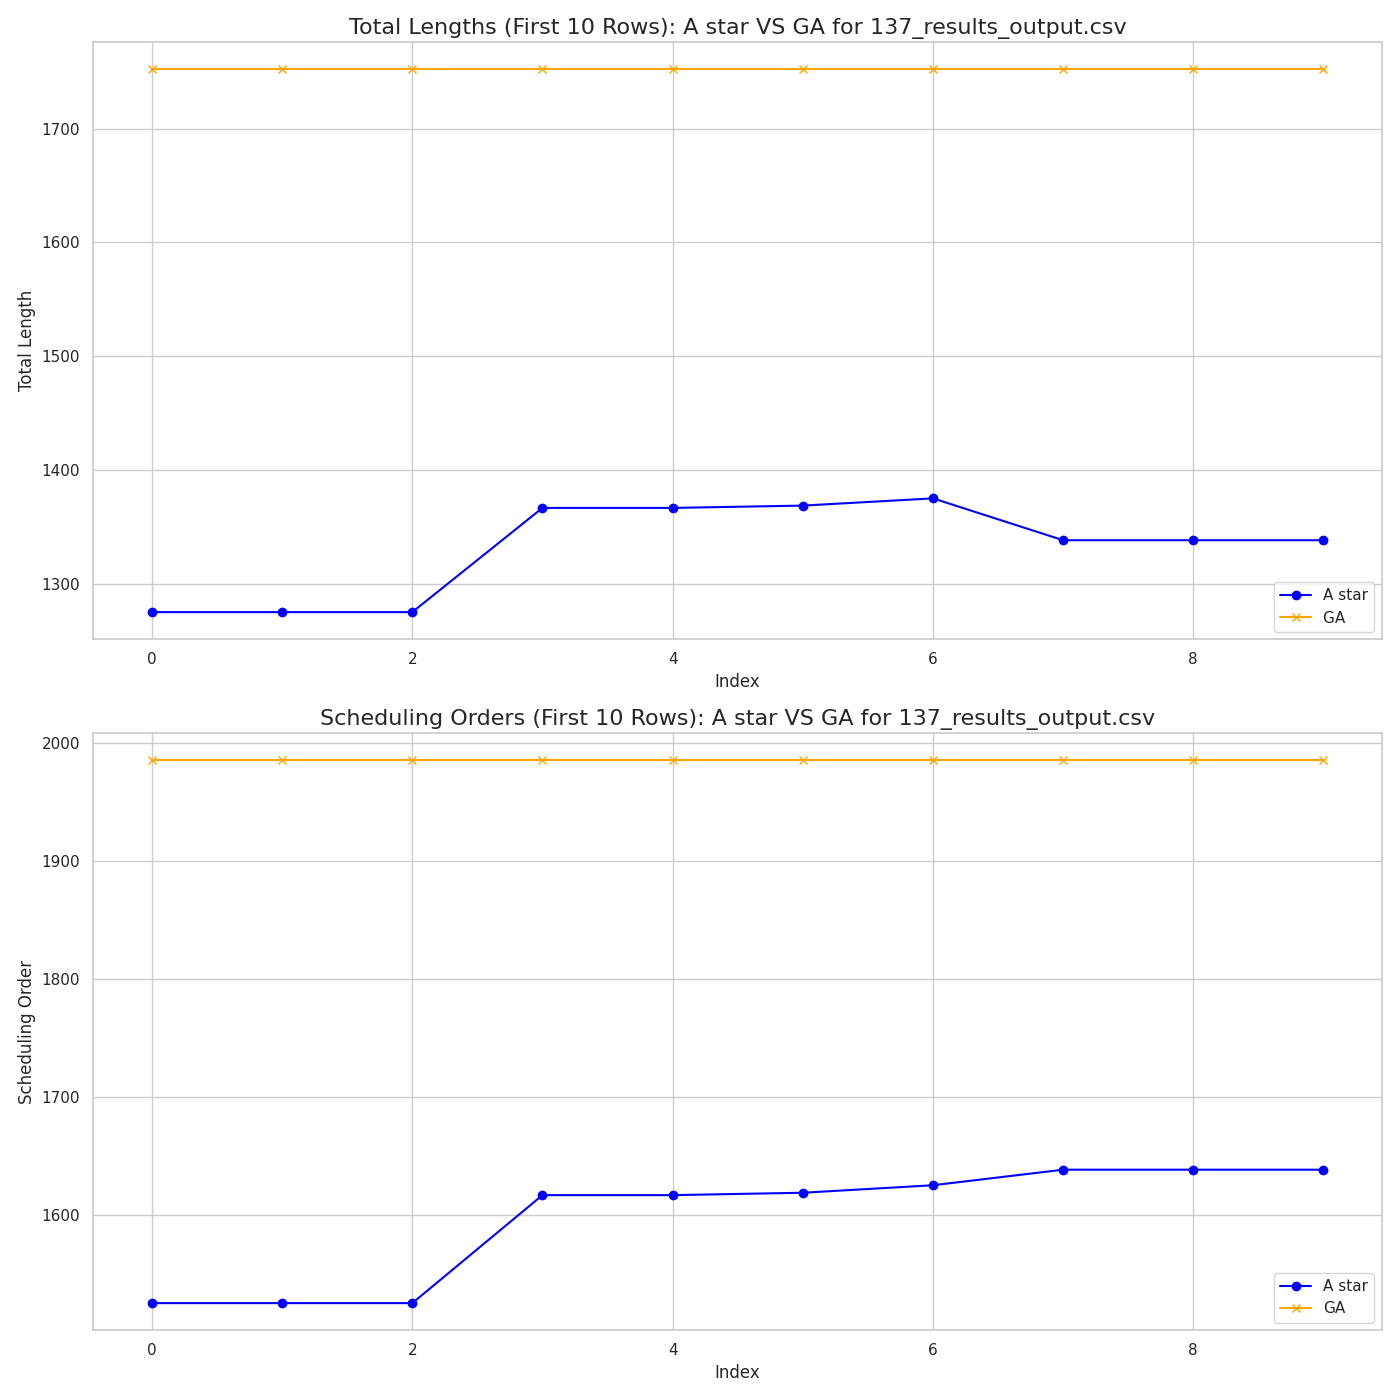 Total Lengths (First 10 Rows): A star VS GA for 137_results_output.csv
Total Length
1700
1600
1500
1400
1300
0
2
4
6
8
Index
A star
GA
Scheduling Orders (First 10 Rows): A star VS GA for 137_results_output.csv
Scheduling Order
2000
1900
1800
1700
1600
0
2
4
6
8
Index
A star
GA